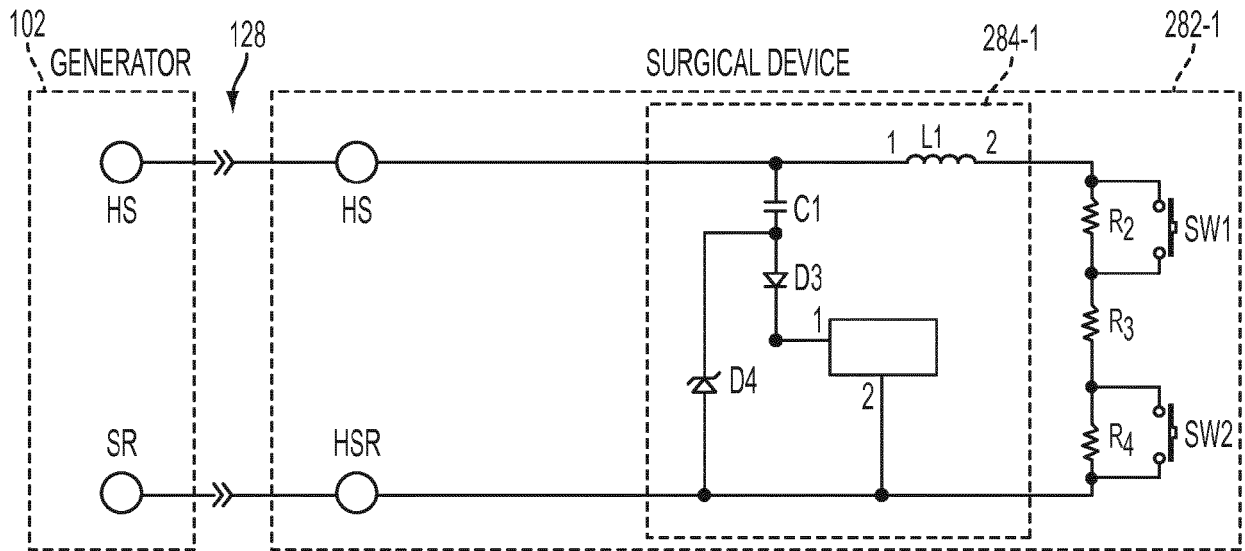 102
128
284-1
282-1
GENERATOR
SURGICAL DEVICE
1 L1 2
HS
HS
C1
R2
SW1
D3
1
R3
D4
2
SR
HSR
R4
SW2